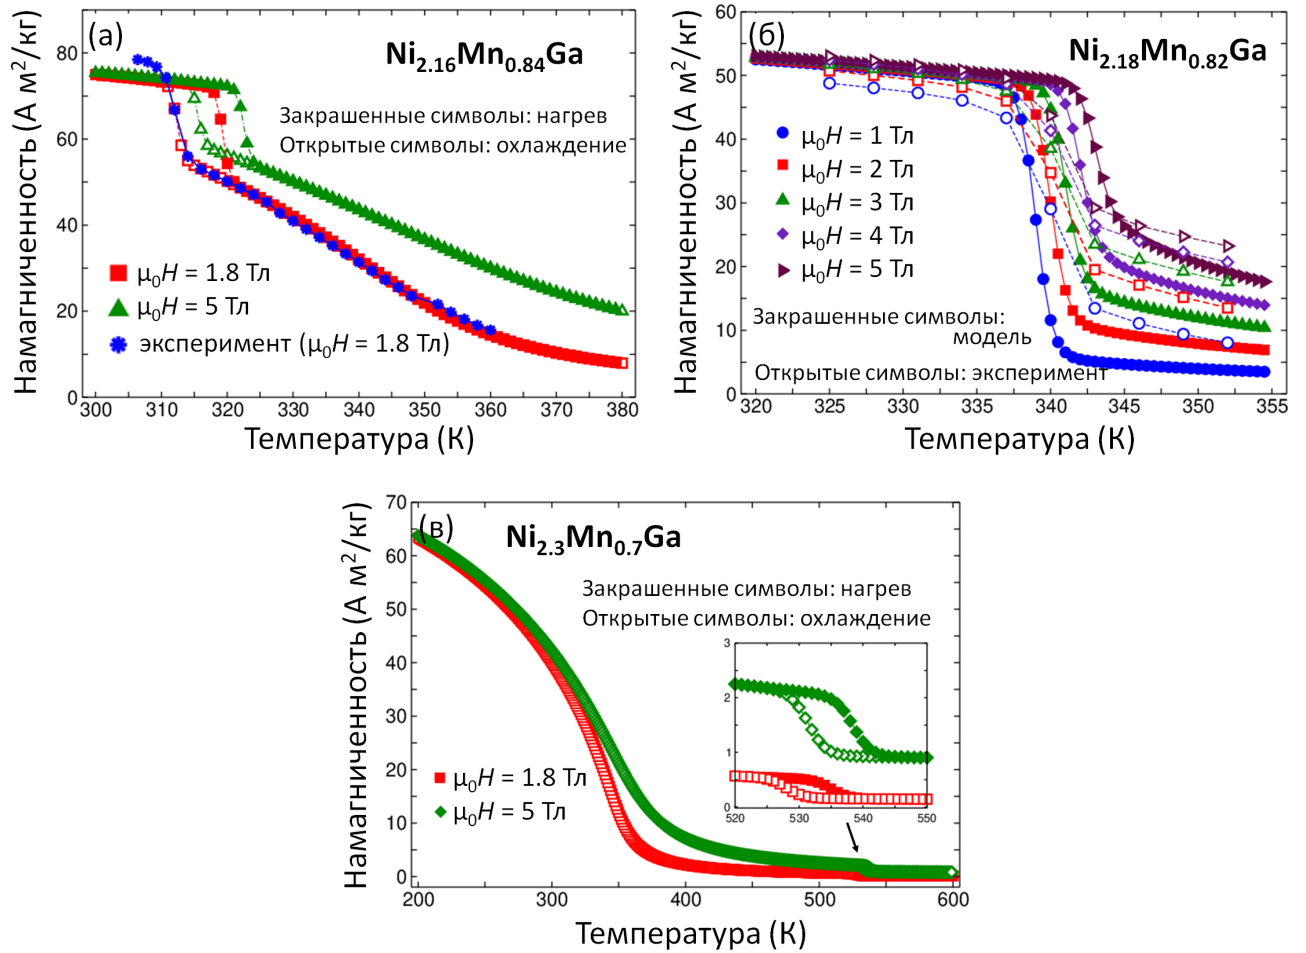 (а)
Ni2.16Mn0.84Ga
Закрашенные символы: нагрев
Открытые символы: охлаждение
μ0H = 1.8 Тл
μ0H = 5 Тл
эксперимент (μ0H = 1.8 Тл)
Намагниченность (А м²/кг)
80
60
40
20
0
300 310 320 330 340 350 360 370 380
Температура (К)
(б)
Ni2.18Mn0.82Ga
μ0H = 1 Тл
μ0H = 2 Тл
μ0H = 3 Тл
μ0H = 4 Тл
μ0H = 5 Тл
Закрашенные символы:
модель
Открытые символы: эксперимент
Намагниченность (А м²/кг)
60
50
40
30
20
10
0
320 325 330 335 340 345 350 355
Температура (К)
(в)
Ni2.3Mn0.7Ga
Закрашенные символы: нагрев
Открытые символы: охлаждение
μ0H = 1.8 Тл
μ0H = 5 Тл
3
2
1
0
520 530 540 550
Намагниченность (А м²/кг)
70
60
50
40
30
20
10
0
200 300 400 500 600
Температура (К)